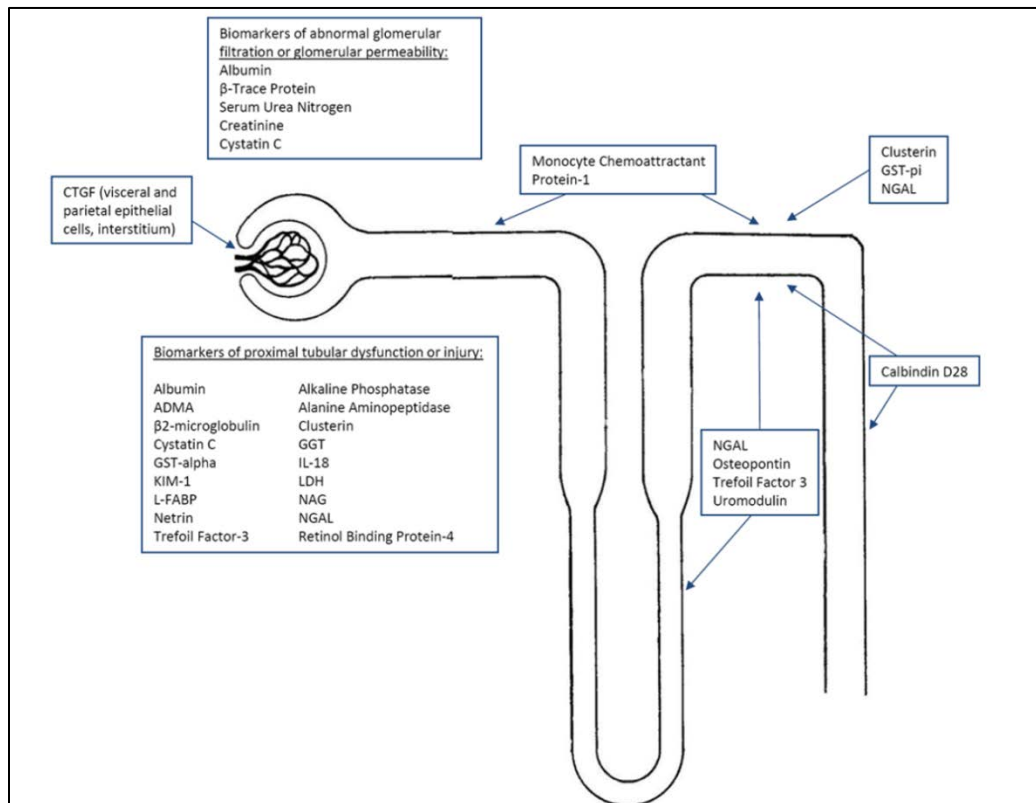 Biomarkers of abnormal glomerular
filtration or glomerular permeability:
Albumin
β-Trace Protein
Serum Urea Nitrogen
Creatinine
Cystatin C
CTGF (visceral and
parietal epithelial
cells, interstitium)
Monocyte Chemoattractant
Protein-1
Clusterin
GST-pi
NGAL
Biomarkers of proximal tubular dysfunction or injury:
Albumin Alkaline Phosphatase
ADMA Alanine Aminopeptidase
β2-microglobulin Clusterin
Cystatin C GGT
GST-alpha IL-18
KIM-1 LDH
L-FABP NAG
Netrin NGAL
Trefoil Factor-3 Retinol Binding Protein-4
Calbindin D28
NGAL
Osteopontin
Trefoil Factor 3
Uromodulin